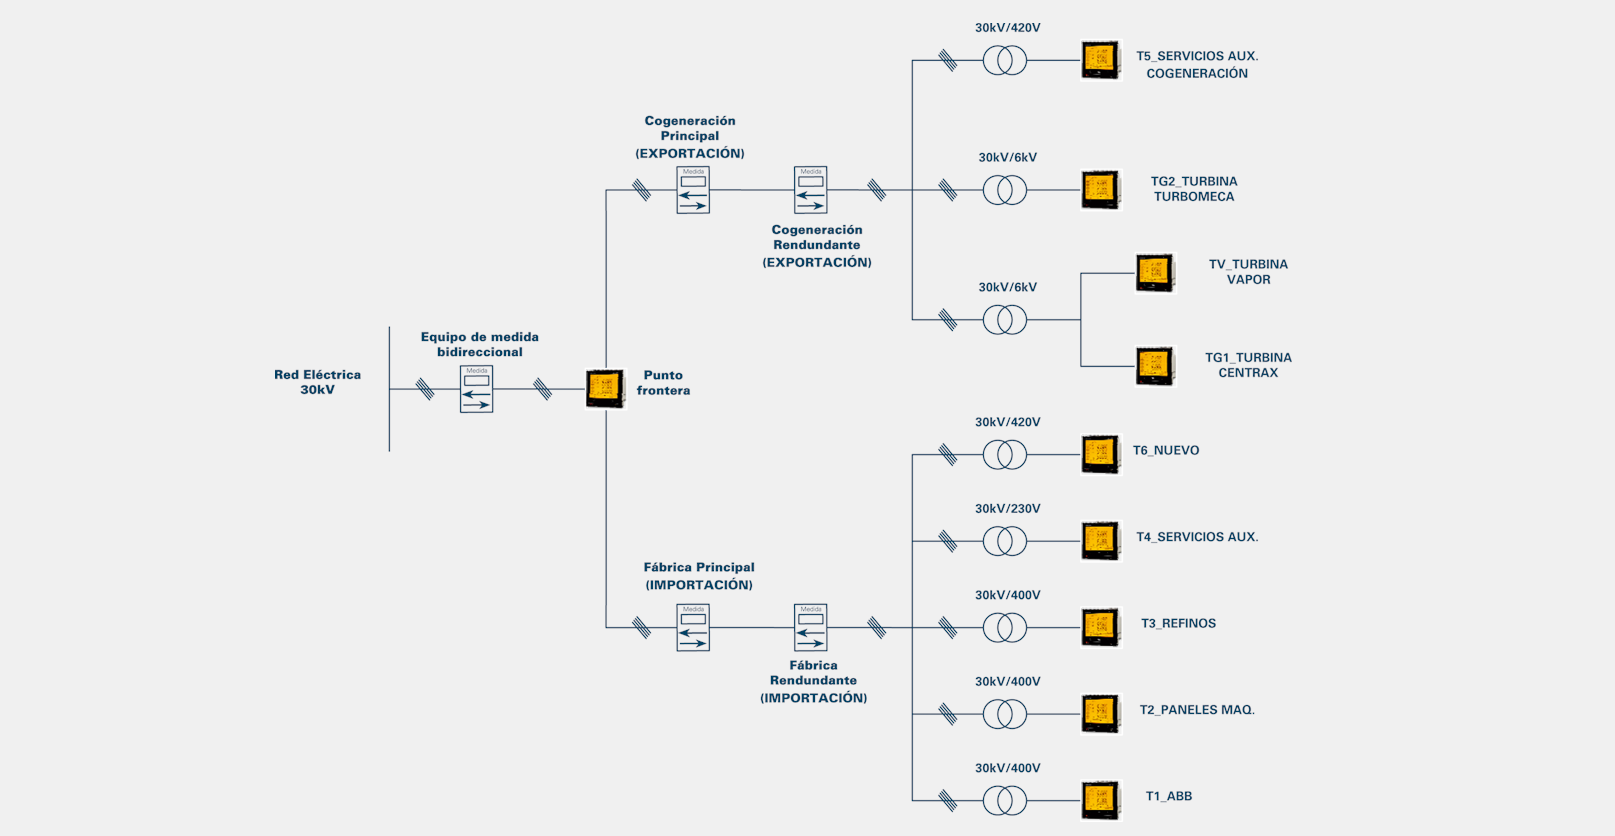 30kV/420V
T5_SERVICIOS AUX.
COGENERACIÓN
Cogeneración
Principal
(EXPORTACIÓN)
Medida
Medida
Cogeneración
Rendundante
(EXPORTACIÓN)
30kV/6kV
TG2_TURBINA
TURBOMECA
30kV/6kV
TV_TURBINA
VAPOR
TG1_TURBINA
CENTRAX
Red Eléctrica
30kV
Equipo de medida
bidireccional
Medida
Punto
frontera
30kV/420V
T6_NUEVO
30kV/230V
T4_SERVICIOS AUX.
Fábrica Principal
(IMPORTACIÓN)
Medida
Medida
Fábrica
Rendundante
(IMPORTACIÓN)
30kV/400V
T3_REFINOS
30kV/400V
T2_PANELES MAQ.
30kV/400V
T1_ABB